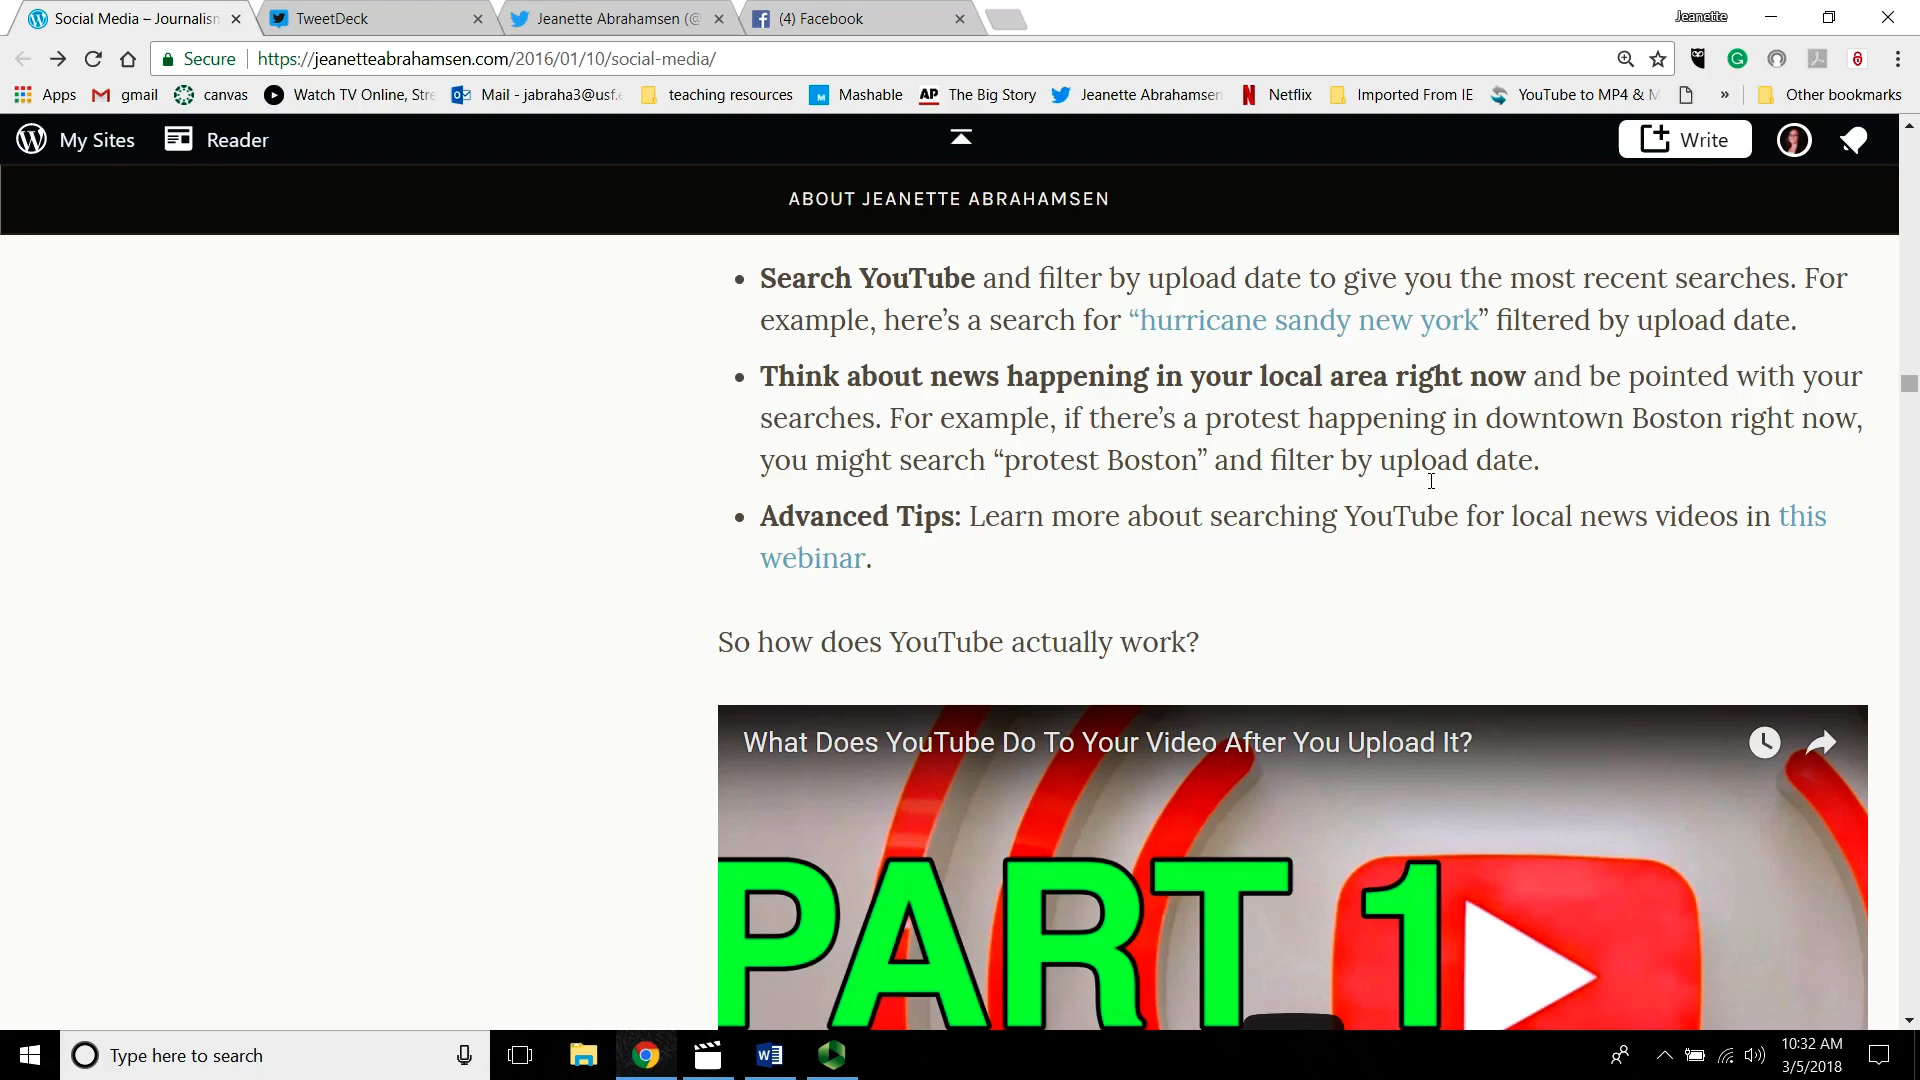 Social Media – Journalism
TweetDeck
Jeanette Abrahamsen (@
(4) Facebook
Jeanette
Secure
https://jeanetteabrahamsen.com/2016/01/10/social-media/
Apps
gmail
canvas
Watch TV Online, Stre
Mail - jabraha3@usf.e
teaching resources
Mashable
AP The Big Story
Jeanette Abrahamsen
Netflix
Imported From IE
YouTube to MP4 & M
»
Other bookmarks
My Sites
Reader
Write
ABOUT JEANETTE ABRAHAMSEN
• Search YouTube and filter by upload date to give you the most recent searches. For
example, here’s a search for “hurricane sandy new york” filtered by upload date.
• Think about news happening in your local area right now and be pointed with your
searches. For example, if there’s a protest happening in downtown Boston right now,
you might search “protest Boston” and filter by upload date.
• Advanced Tips: Learn more about searching YouTube for local news videos in this
webinar.
So how does YouTube actually work?
What Does YouTube Do To Your Video After You Upload It?
PART 1
Type here to search
10:32 AM
3/5/2018